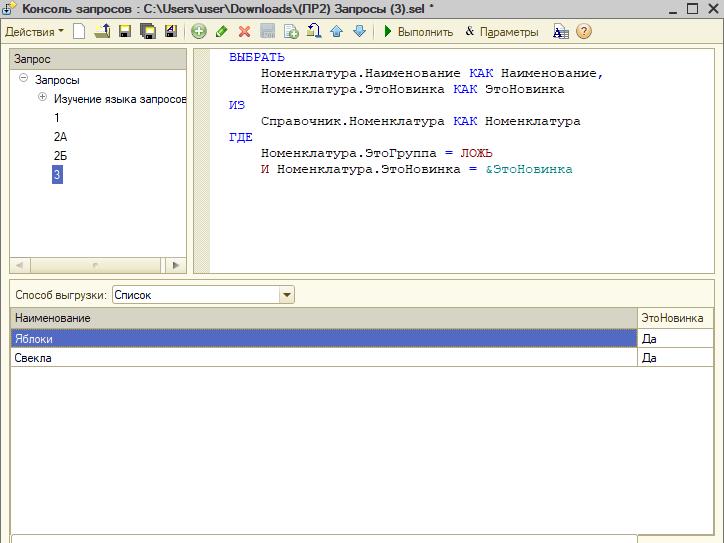 Консоль запросов : C:\Users\user\Downloads\(ПР2) Запросы (3).sel *
Действия Выполнить & Параметры ?
Запрос
Запросы
Изучение языка запросов
1
2А
2Б
3
ВЫБРАТЬ
Номенклатура.Наименование КАК Наименование,
Номенклатура.ЭтоНовинка КАК ЭтоНовинка
ИЗ
Справочник.Номенклатура КАК Номенклатура
ГДЕ
Номенклатура.ЭтоГруппа = ЛОЖЬ
И Номенклатура.ЭтоНовинка = &ЭтоНовинка
Способ выгрузки: Список
Наименование ЭтоНовинка
Яблоки Да
Свекла Да